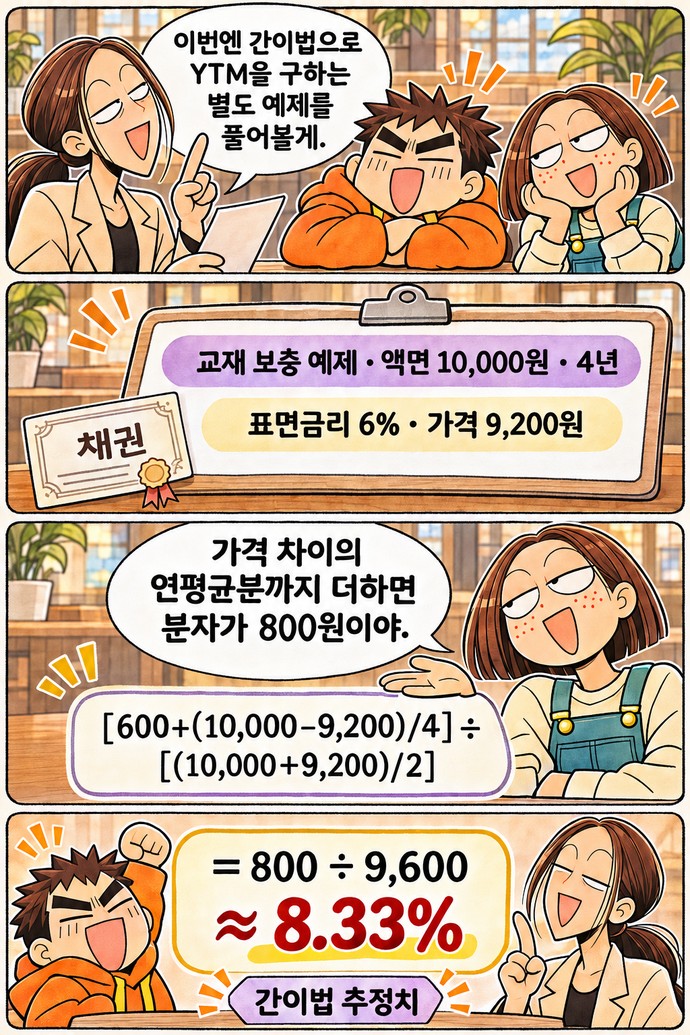 이번엔 간이법으로
YTM을 구하는
별도 예제를
풀어볼게.
교재 보충 예제 · 액면 10,000원 · 4년
표면금리 6% · 가격 9,200원
채권
가격 차이의
연평균분까지 더하면
분자가 800원이야.
[600+(10,000−9,200)/4] ÷
[(10,000+9,200)/2]
= 800 ÷ 9,600
≈ 8.33%
간이법 추정치